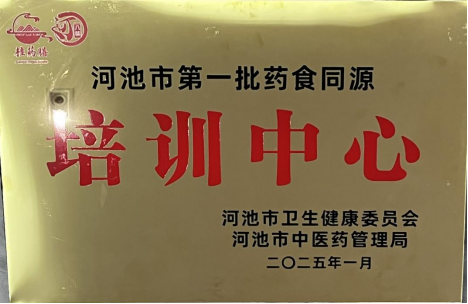 河池市第一批药食同源
培训中心
河池市卫生健康委员会
河池市中医药管理局
二〇二五年一月